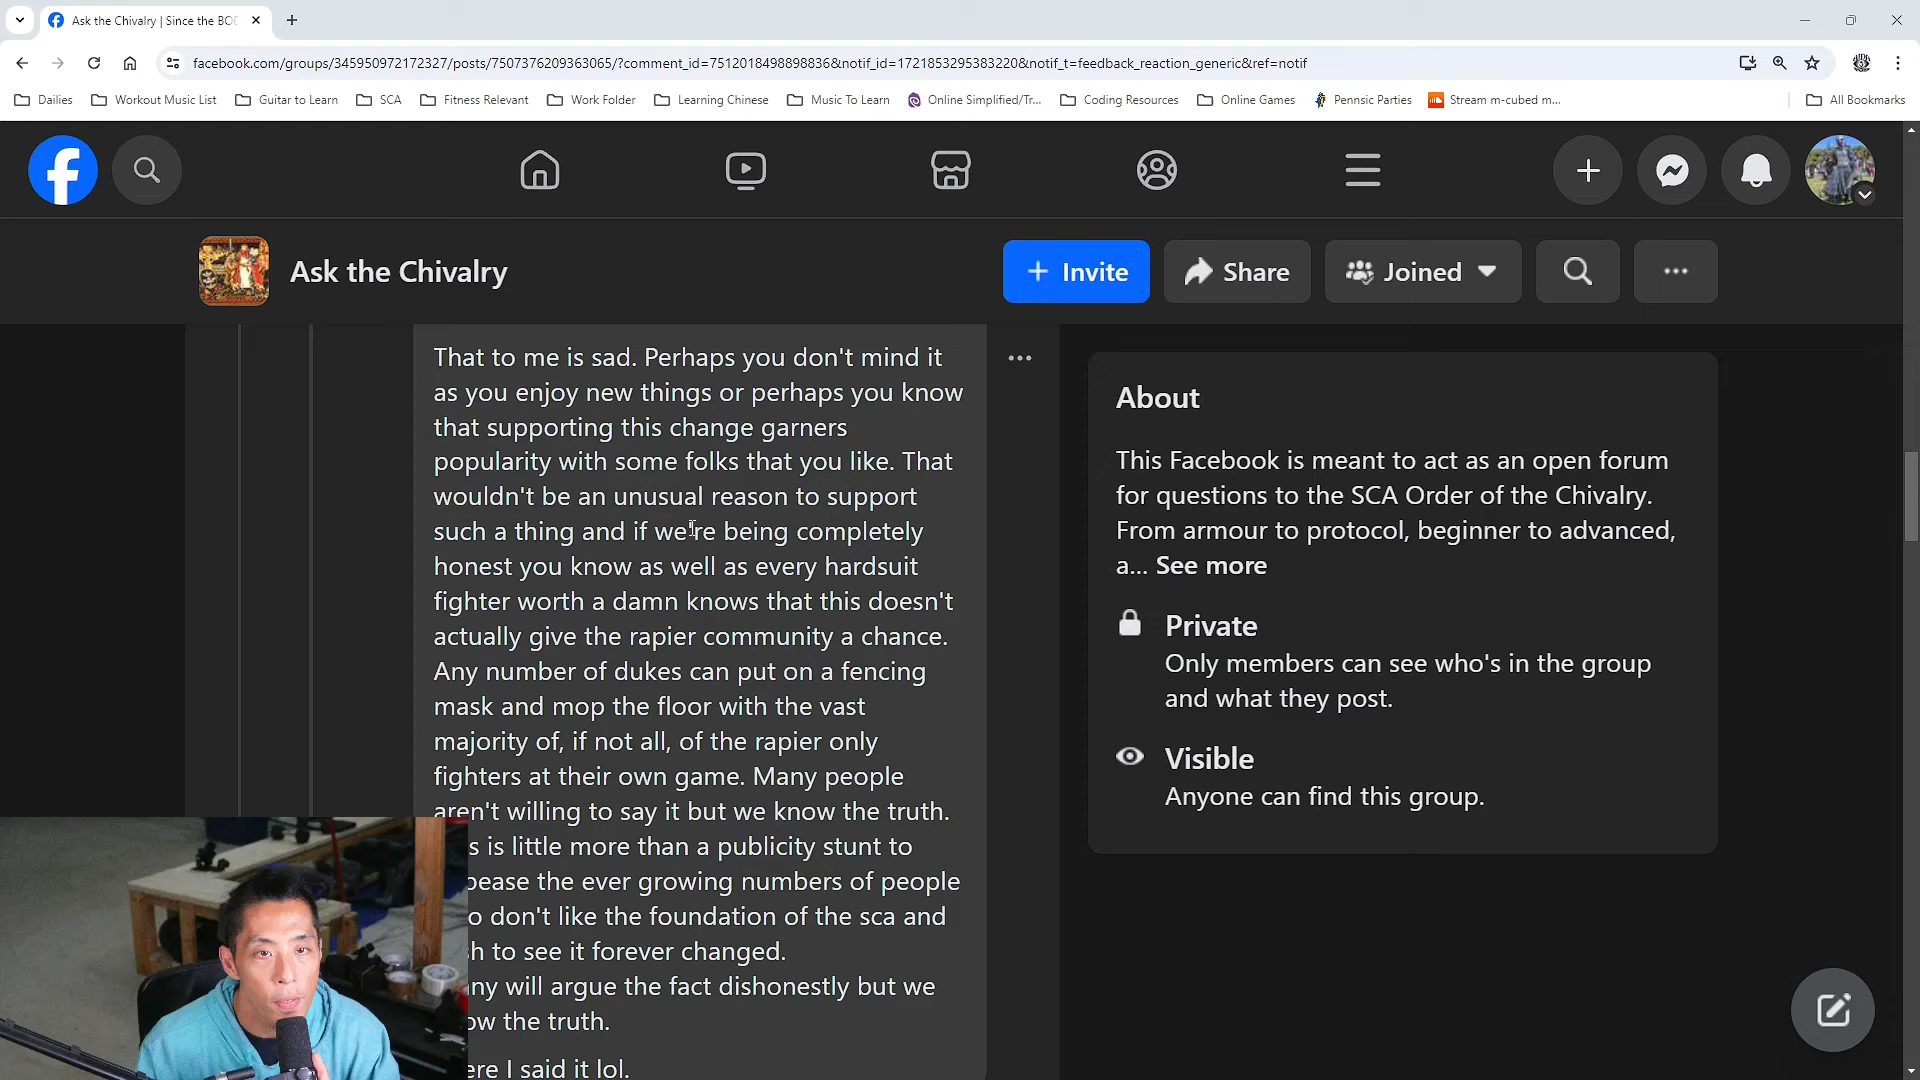 Ask the Chivalry | Since the BOD
facebook.com/groups/345950972172327/posts/7507376209363065/?comment_id=7512018498898836&notif_id=1721853295383220&notif_t=feedback_reaction_generic&ref=notif
Dailies
Workout Music List
Guitar to Learn
SCA
Fitness Relevant
Work Folder
Learning Chinese
Music To Learn
Online Simplified/Tr...
Coding Resources
Online Games
Pennsic Parties
Stream m-cubed m...
All Bookmarks
Ask the Chivalry
+ Invite
Share
Joined
That to me is sad. Perhaps you don't mind it
as you enjoy new things or perhaps you know
that supporting this change garners
popularity with some folks that you like. That
wouldn't be an unusual reason to support
such a thing and if we're being completely
honest you know as well as every hardsuit
fighter worth a damn knows that this doesn't
actually give the rapier community a chance.
Any number of dukes can put on a fencing
mask and mop the floor with the vast
majority of, if not all, of the rapier only
fighters at their own game. Many people
aren't willing to say it but we know the truth.
s is little more than a publicity stunt to
pease the ever growing numbers of people
o don't like the foundation of the sca and
h to see it forever changed.
ny will argue the fact dishonestly but we
ow the truth.
ere I said it lol.
About
This Facebook is meant to act as an open forum
for questions to the SCA Order of the Chivalry.
From armour to protocol, beginner to advanced,
a... See more
Private
Only members can see who's in the group
and what they post.
Visible
Anyone can find this group.